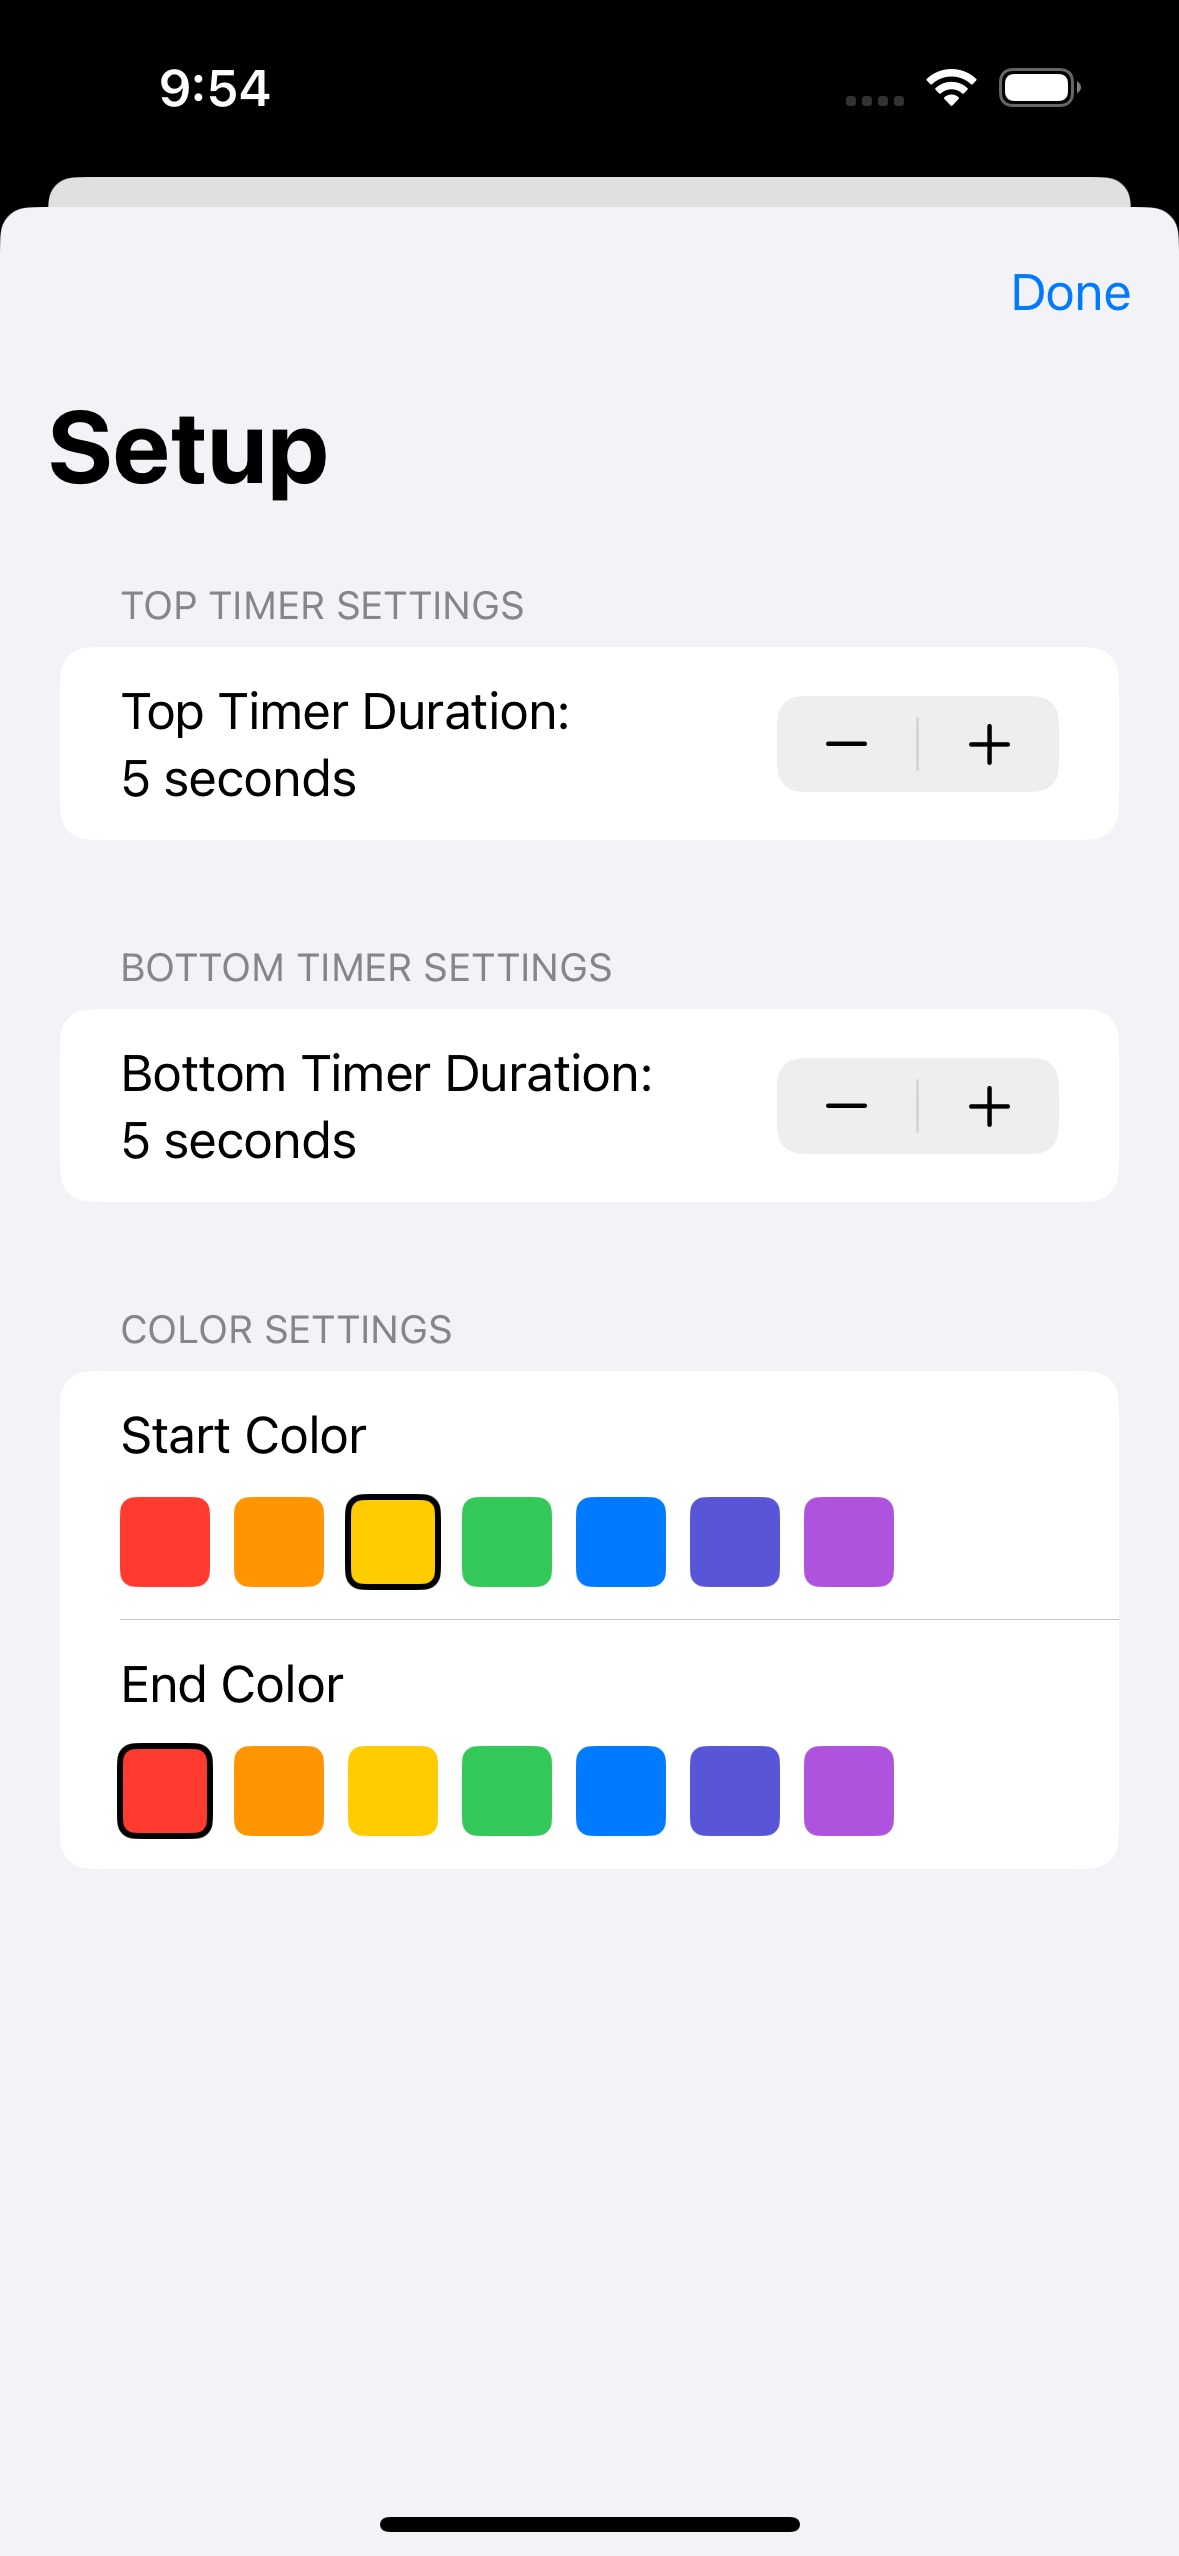 9:54
Done
Setup
TOP TIMER SETTINGS
Top Timer Duration:
5 seconds
BOTTOM TIMER SETTINGS
Bottom Timer Duration:
5 seconds
COLOR SETTINGS
Start Color
End Color